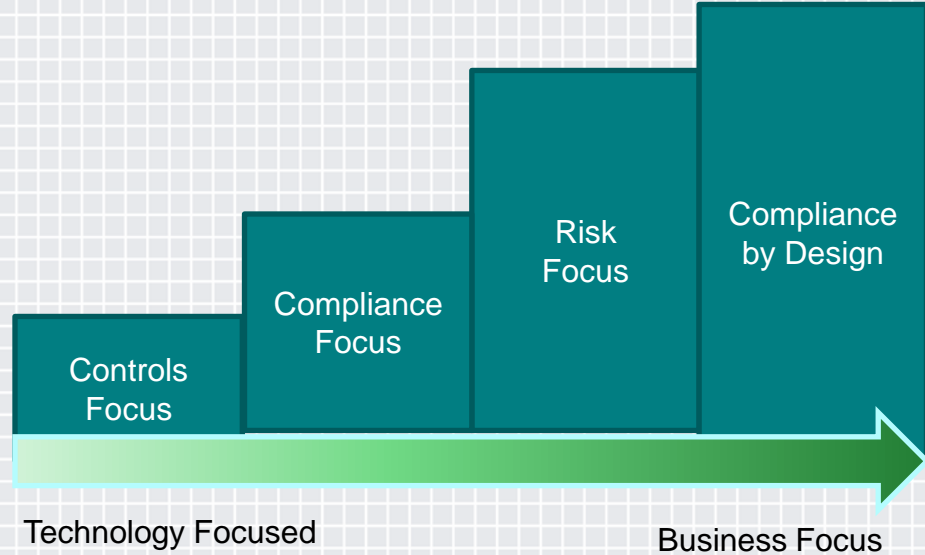 Controls
Focus
Compliance
Focus
Risk
Focus
Compliance
by Design
Technology Focused
Business Focus